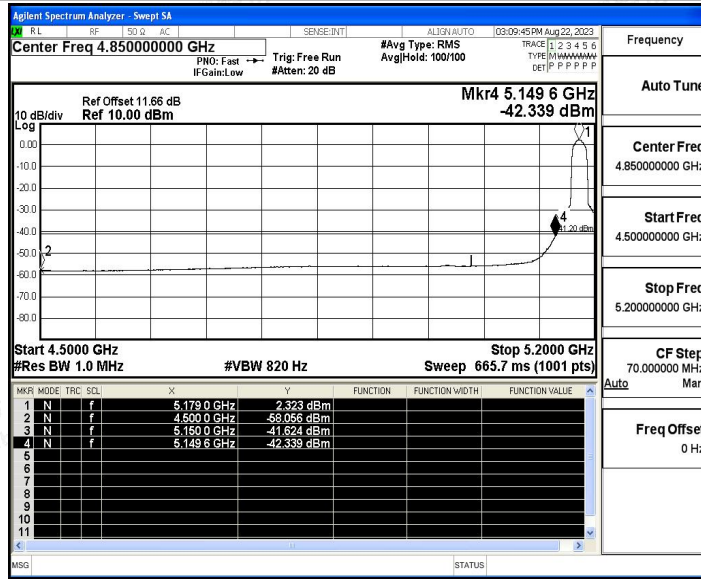 Agilent Spectrum Analyzer - Swept SA
RL RF 50 Ω AC SENSE:INT ALIGN AUTO 03:09:45 PM Aug 22, 2023
Center Freq 4.850000000 GHz
PNO: Fast
IFGain:Low
Trig: Free Run
#Atten: 20 dB
#Avg Type: RMS
Avg|Hold: 100/100
TRACE 1 2 3 4 5 6
TYPE M W W W W W
DET P P P P P P
Ref Offset 11.66 dB
10 dB/div Ref 10.00 dBm
Log
Mkr4 5.149 6 GHz
-42.339 dBm
0.00
-10.0
-20.0
-30.0
-40.0
-50.0
-60.0
-70.0
-80.0
1
2
4
41.20 dBm
Start 4.5000 GHz Stop 5.2000 GHz
#Res BW 1.0 MHz #VBW 820 Hz Sweep 665.7 ms (1001 pts)
MKR MODE TRC SCL X Y FUNCTION FUNCTION WIDTH FUNCTION VALUE
1 N f 5.179 0 GHz 2.323 dBm
2 N f 4.500 0 GHz -58.056 dBm
3 N f 5.150 0 GHz -41.624 dBm
4 N f 5.149 6 GHz -42.339 dBm
5
6
7
8
9
10
11
MSG STATUS
Frequency
Auto Tune
Center Freq
4.850000000 GHz
Start Freq
4.500000000 GHz
Stop Freq
5.200000000 GHz
CF Step
70.000000 MHz
Auto Man
Freq Offset
0 Hz